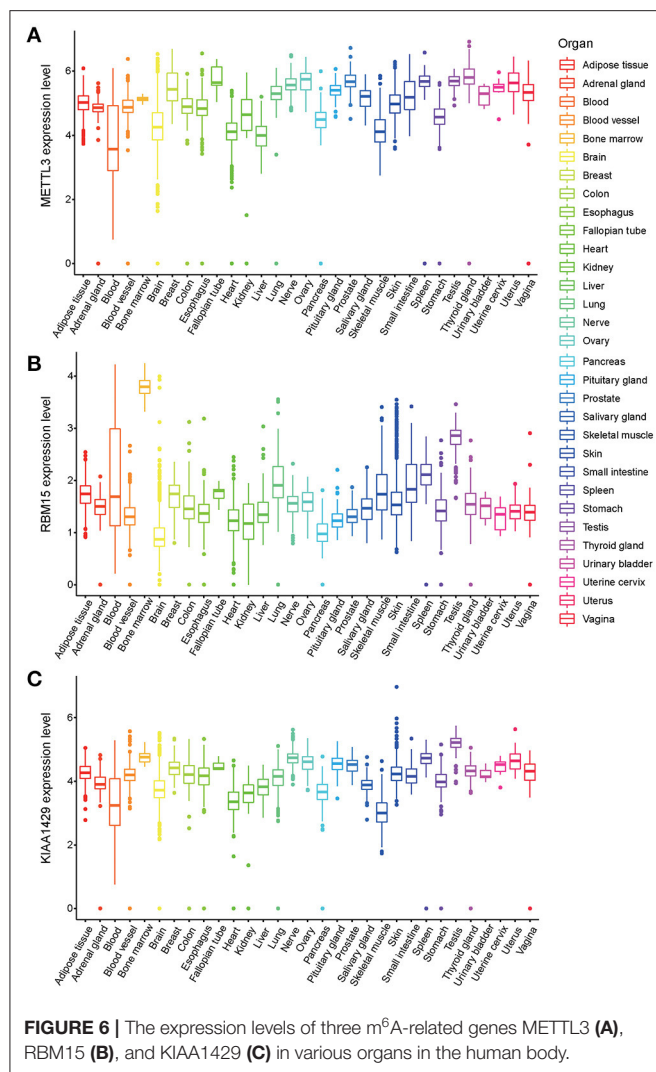 A
METTL3 expression level
6
4
2
0
Adipose tissue
Adrenal gland
Blood
Blood vessel
Bone marrow
Brain
Breast
Colon
Esophagus
Fallopian tube
Heart
Kidney
Liver
Lung
Nerve
Ovary
Pancreas
Pituitary gland
Prostate
Salivary gland
Skeletal muscle
Skin
Small intestine
Spleen
Stomach
Testis
Thyroid gland
Urinary bladder
Uterine cervix
Uterus
Vagina
B
RBM15 expression level
4
3
2
1
0
Adipose tissue
Adrenal gland
Blood
Blood vessel
Bone marrow
Brain
Breast
Colon
Esophagus
Fallopian tube
Heart
Kidney
Liver
Lung
Nerve
Ovary
Pancreas
Pituitary gland
Prostate
Salivary gland
Skeletal muscle
Skin
Small intestine
Spleen
Stomach
Testis
Thyroid gland
Urinary bladder
Uterine cervix
Uterus
Vagina
C
KIAA1429 expression level
6
4
2
0
Adipose tissue
Adrenal gland
Blood
Blood vessel
Bone marrow
Brain
Breast
Colon
Esophagus
Fallopian tube
Heart
Kidney
Liver
Lung
Nerve
Ovary
Pancreas
Pituitary gland
Prostate
Salivary gland
Skeletal muscle
Skin
Small intestine
Spleen
Stomach
Testis
Thyroid gland
Urinary bladder
Uterine cervix
Uterus
Vagina
Organ
Adipose tissue
Adrenal gland
Blood
Blood vessel
Bone marrow
Brain
Breast
Colon
Esophagus
Fallopian tube
Heart
Kidney
Liver
Lung
Nerve
Ovary
Pancreas
Pituitary gland
Prostate
Salivary gland
Skeletal muscle
Skin
Small intestine
Spleen
Stomach
Testis
Thyroid gland
Urinary bladder
Uterine cervix
Uterus
Vagina
FIGURE 6 | The expression levels of three m⁶A-related genes METTL3 (A),
RBM15 (B), and KIAA1429 (C) in various organs in the human body.